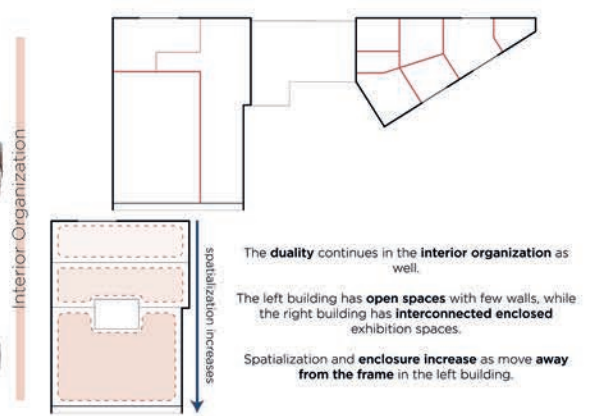 Interior Organization
spatialization increases
The duality continues in the interior organization as
well.
The left building has open spaces with few walls, while
the right building has interconnected enclosed
exhibition spaces.
Spatialization and enclosure increase as move away
from the frame in the left building.